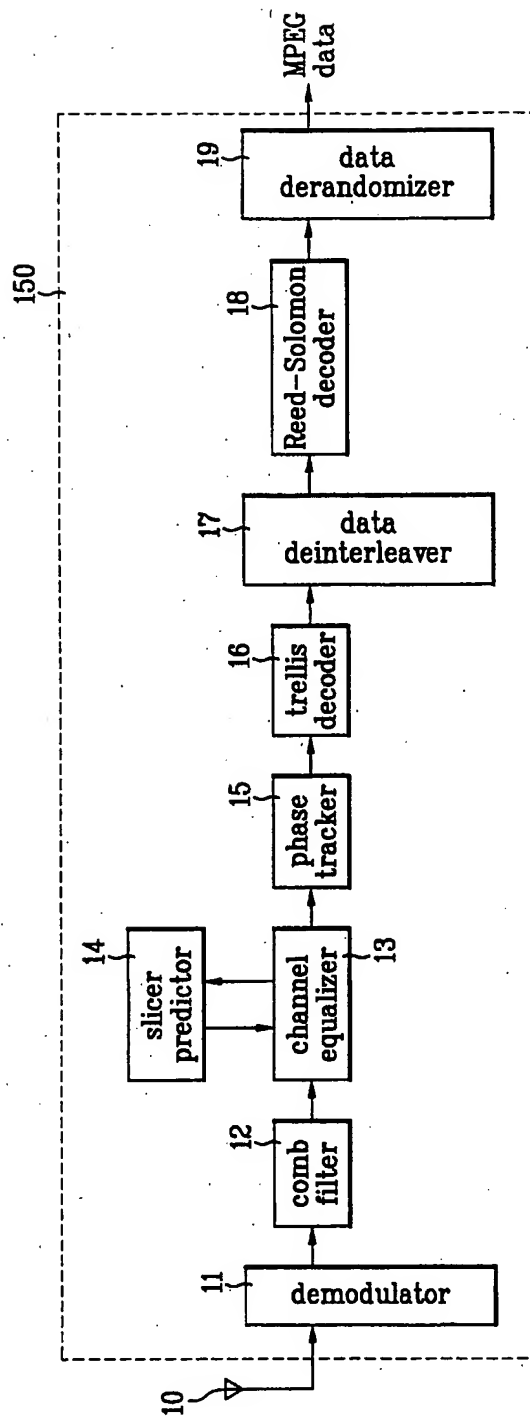 150
10
11
demodulator
12
comb
filter
14
slicer
predictor
channel
equalizer
13
15
phase
tracker
16
trellis
decoder
17
data
deinterleaver
18
Reed-Solomon
decoder
19
data
derandomizer
MPEG
data